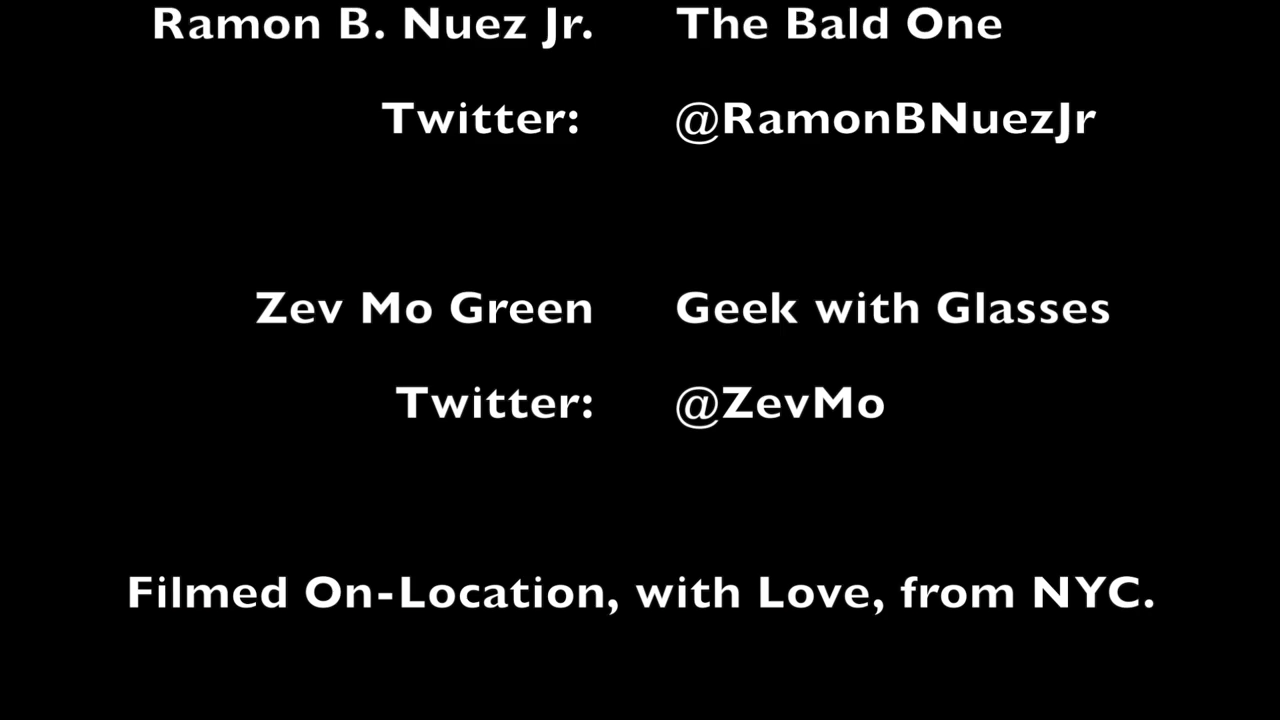 Ramon B. Nuez Jr. The Bald One
Twitter: @RamonBNuezJr
Zev Mo Green Geek with Glasses
Twitter: @ZevMo
Filmed On-Location, with Love, from NYC.